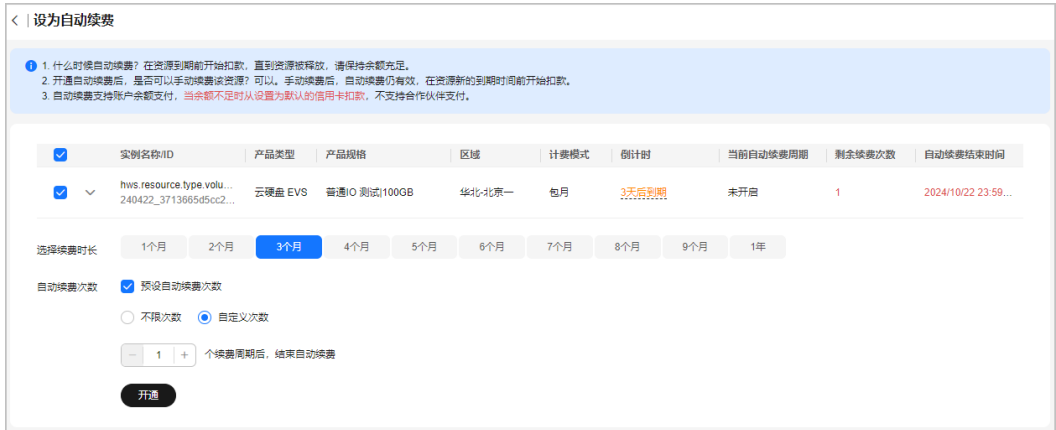 设为自动续费
1. 什么时候自动续费？在资源到期前开始扣款，直到资源被释放，请保持余额充足。
2. 开通自动续费后，是否可以手动续费该资源？可以。手动续费后，自动续费仍有效，在资源新的到期时间前开始扣款。
3. 自动续费支持账户余额支付，当余额不足时从设置为默认的信用卡扣款，不支持合作伙伴支付。
实例名称/ID 产品类型 产品规格 区域 计费模式 倒计时 当前自动续费周期 剩余续费次数 自动续费结束时间
hws.resource.type.volu... 云硬盘 EVS 普通IO 测试|100GB 华北-北京一 包月 3天后到期 未开启 1 2024/10/22 23:59...
240422_3713665d5cc2...
选择续费时长 1个月 2个月 3个月 4个月 5个月 6个月 7个月 8个月 9个月 1年
自动续费次数 预设自动续费次数
不限次数 自定义次数
− 1 + 个续费周期后，结束自动续费
开通